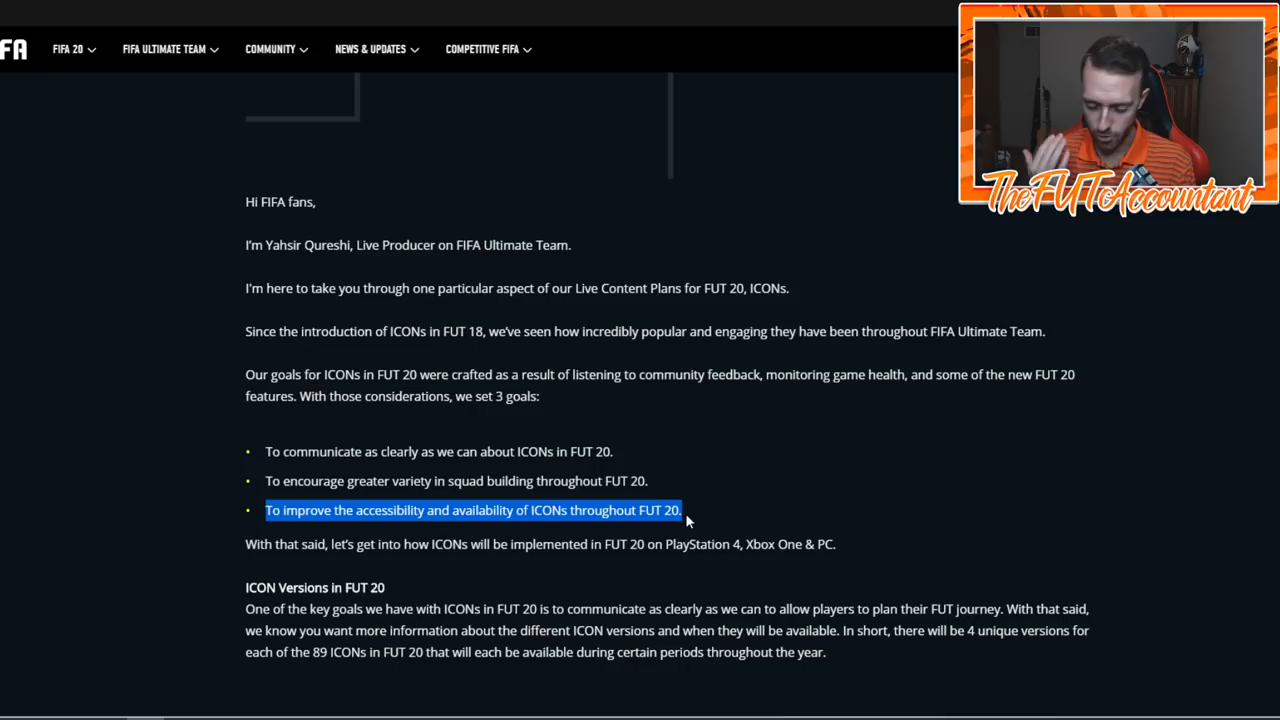 FA
FIFA 20
FIFA ULTIMATE TEAM
COMMUNITY
NEWS & UPDATES
COMPETITIVE FIFA
TheFUTAccountant
Hi FIFA fans,
I'm Yahsir Qureshi, Live Producer on FIFA Ultimate Team.
I'm here to take you through one particular aspect of our Live Content Plans for FUT 20, ICONs.
Since the introduction of ICONs in FUT 18, we've seen how incredibly popular and engaging they have been throughout FIFA Ultimate Team.
Our goals for ICONs in FUT 20 were crafted as a result of listening to community feedback, monitoring game health, and some of the new FUT 20
features. With those considerations, we set 3 goals:
• To communicate as clearly as we can about ICONs in FUT 20.
• To encourage greater variety in squad building throughout FUT 20.
• To improve the accessibility and availability of ICONs throughout FUT 20.
With that said, let's get into how ICONs will be implemented in FUT 20 on PlayStation 4, Xbox One & PC.
ICON Versions in FUT 20
One of the key goals we have with ICONs in FUT 20 is to communicate as clearly as we can to allow players to plan their FUT journey. With that said,
we know you want more information about the different ICON versions and when they will be available. In short, there will be 4 unique versions for
each of the 89 ICONs in FUT 20 that will each be available during certain periods throughout the year.